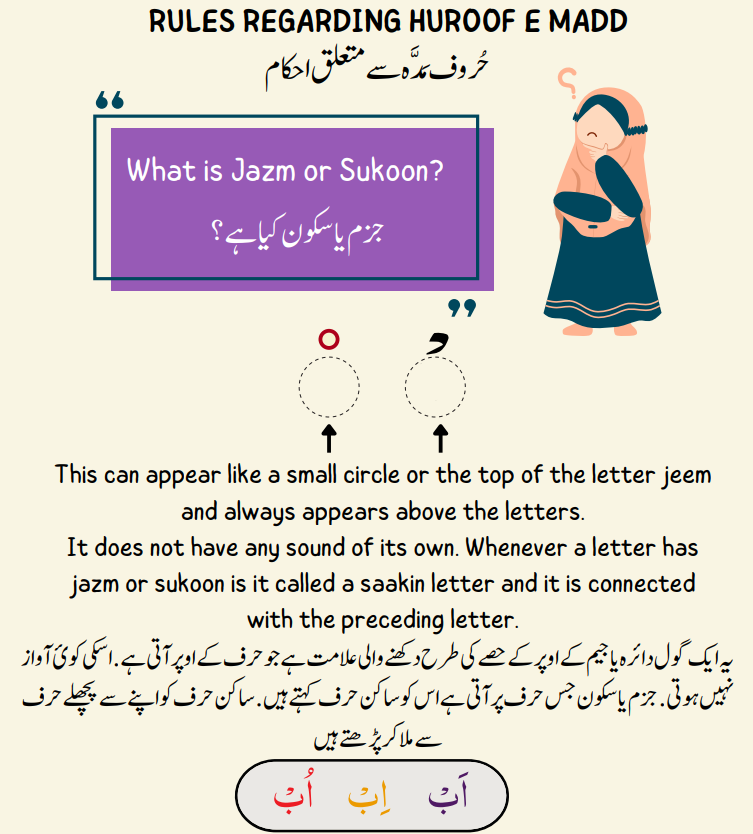 RULES REGARDING HUROOF E MADD
حُروف مَدَّہ سے متعلق احکام
What is Jazm or Sukoon?
جزم یا سکون کیا ہے؟
This can appear like a small circle or the top of the letter jeem
and always appears above the letters.
It does not have any sound of its own. Whenever a letter has
jazm or sukoon is it called a saakin letter and it is connected
with the preceding letter.
یہ ایک گول دائرہ یا جیم کے اوپر کے حصے کی طرح دکھنے والی علامت ہے جو حرف کے اوپر آتی ہے. اسکی کوئ آواز
نہیں ہوتی. جزم یا سکون جس حرف پر آتی ہے اس کو ساکن حرف کہتے ہیں. ساکن حرف کو اپنے سے پچھلے حرف
سے ملا کر پڑھتے ہیں
اَبْ اِبْ اُبْ